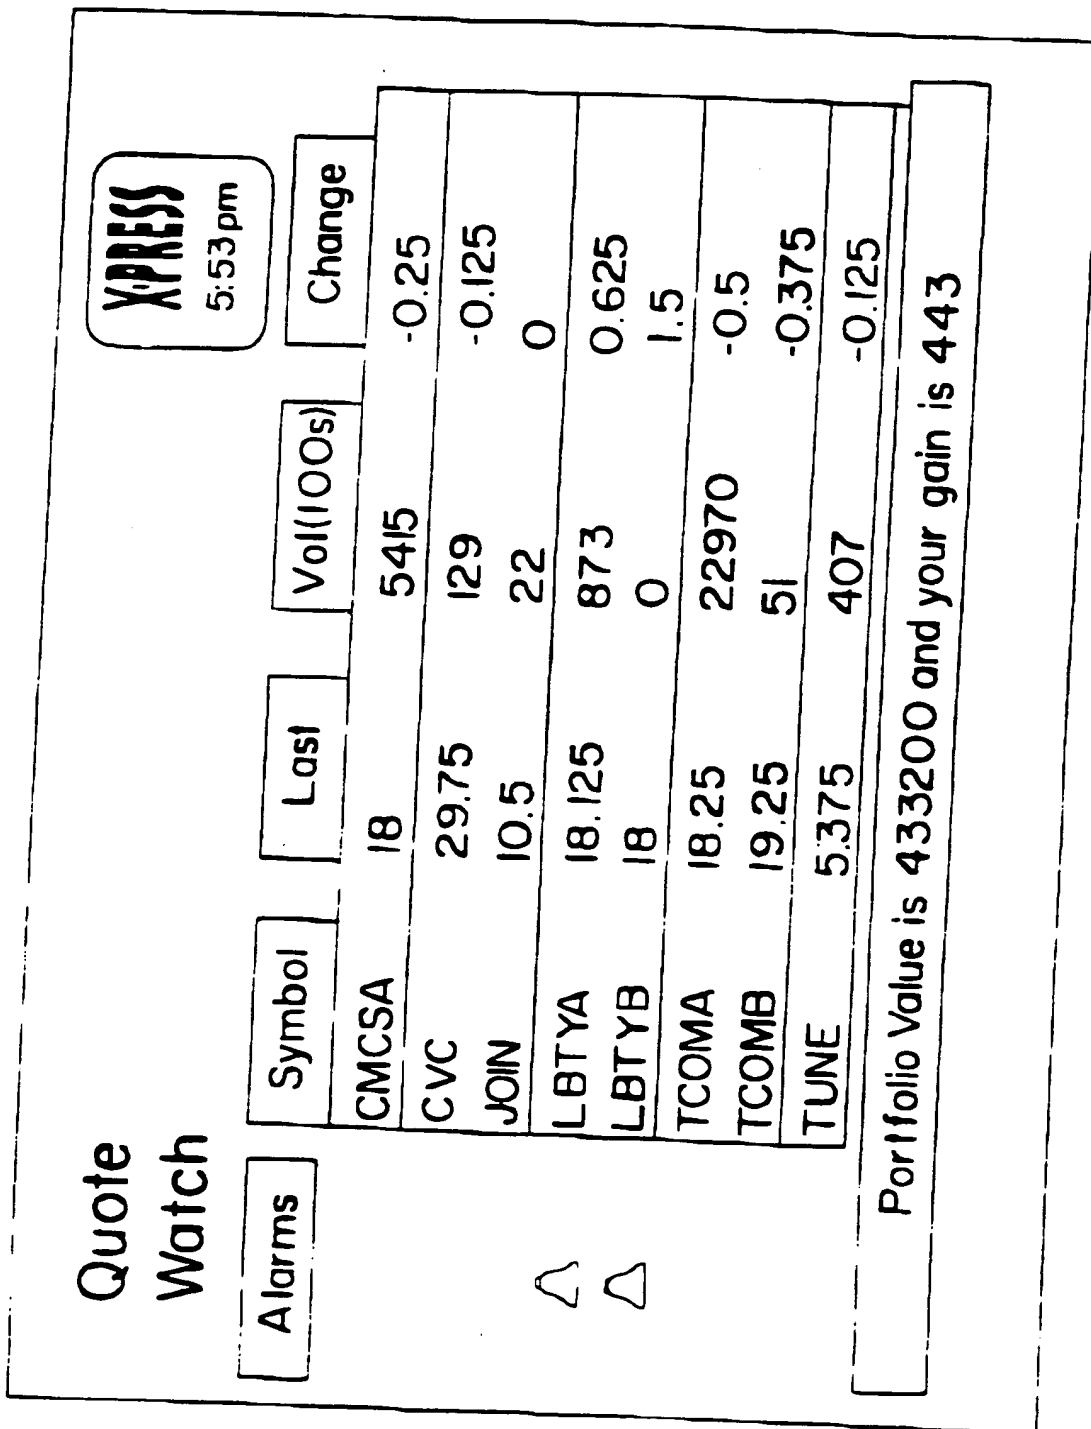 Quote
Watch
X·PRESS
5:53pm
Alarms Symbol Last Vol(100s) Change
CMCSA 18 5415 -0.25
CVC 29.75 129 -0.125
JOIN 10.5 22 0
LBTYA 18.125 873 0.625
LBTYB 18 0 1.5
TCOMA 18.25 22970 -0.5
TCOMB 19.25 51 -0.375
TUNE 5.375 407 -0.125
Portfolio Value is 433200 and your gain is 443